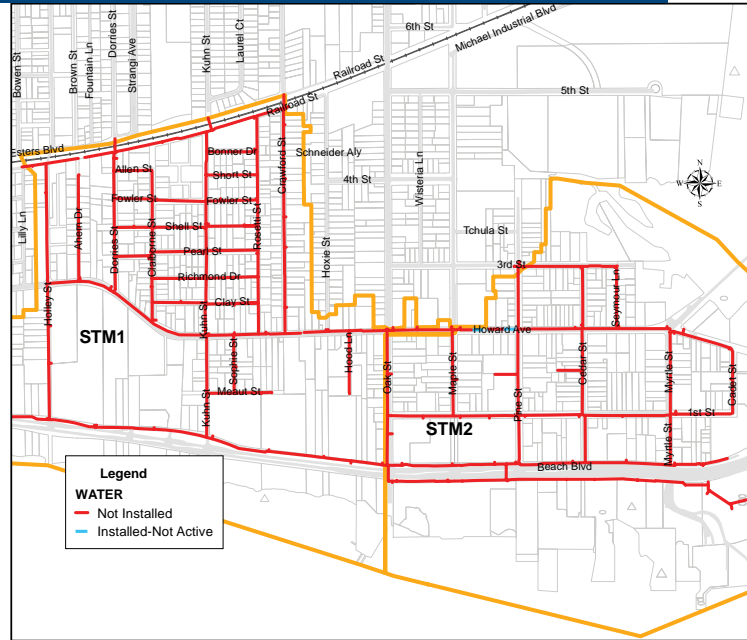 6th St
Michael Industrial Blvd
Bowen St
Brown St
Fountain Ln
Dorries St
Strangi Ave
Kuhn St
Laurel Ct
Railroad St
Railroad St
5th St
Esters Blvd
Lilly Ln
Ahern Dr
Allen St
Bonner Dr
Short St
Fowler St
Fowler St
Shell St
Pearl St
Richmond Dr
Clay St
Dorries St
Claiborne St
Kuhn St
Rosetti St
Crawford St
Schneider Aly
4th St
Hoxie St
Wisteria Ln
Tchula St
3rd St
N
W
E
S
Holley St
STM1
Seymour Ln
Howard Ave
Sophie St
Hood Ln
Oak St
Maple St
Pine St
Cedar St
Myrtle St
Cadet St
Meaut St
Kuhn St
1st St
STM2
Myrtle St
Beach Blvd
Legend
WATER
Not Installed
Installed-Not Active